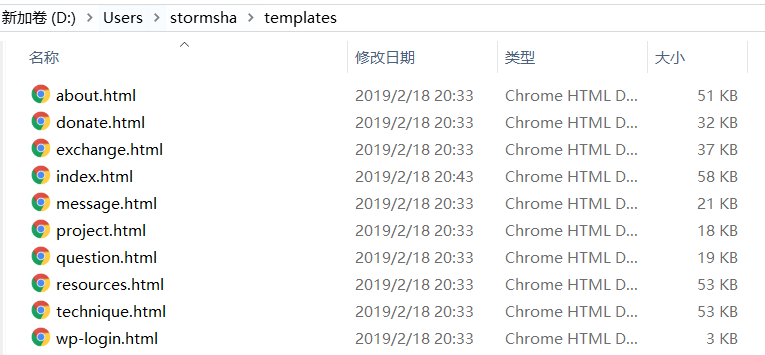 新加卷 (D:) > Users > stormsha > templates
名称 修改日期 类型 大小
about.html 2019/2/18 20:33 Chrome HTML D... 51 KB
donate.html 2019/2/18 20:33 Chrome HTML D... 32 KB
exchange.html 2019/2/18 20:33 Chrome HTML D... 37 KB
index.html 2019/2/18 20:43 Chrome HTML D... 58 KB
message.html 2019/2/18 20:33 Chrome HTML D... 21 KB
project.html 2019/2/18 20:33 Chrome HTML D... 18 KB
question.html 2019/2/18 20:33 Chrome HTML D... 19 KB
resources.html 2019/2/18 20:33 Chrome HTML D... 53 KB
technique.html 2019/2/18 20:33 Chrome HTML D... 53 KB
wp-login.html 2019/2/18 20:33 Chrome HTML D... 3 KB